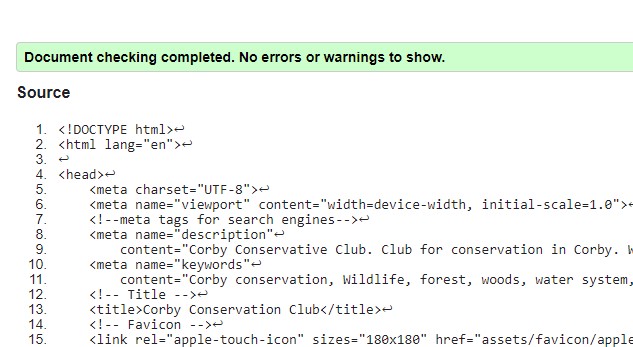 Document checking completed. No errors or warnings to show.
Source
1. <!DOCTYPE html>↩
2. <html lang="en">↩
3. ↩
4. <head>↩
5. <meta charset="UTF-8">↩
6. <meta name="viewport" content="width=device-width, initial-scale=1.0">
7. <!--meta tags for search engines-->↩
8. <meta name="description"↩
9. content="Corby Conservative Club. Club for conservation in Corby.
10. <meta name="keywords"↩
11. content="Corby conservation, Wildlife, forest, woods, water system,
12. <!-- Title -->↩
13. <title>Corby Conservation Club</title>↩
14. <!-- Favicon -->↩
15. <link rel="apple-touch-icon" sizes="180x180" href="assets/favicon/apple